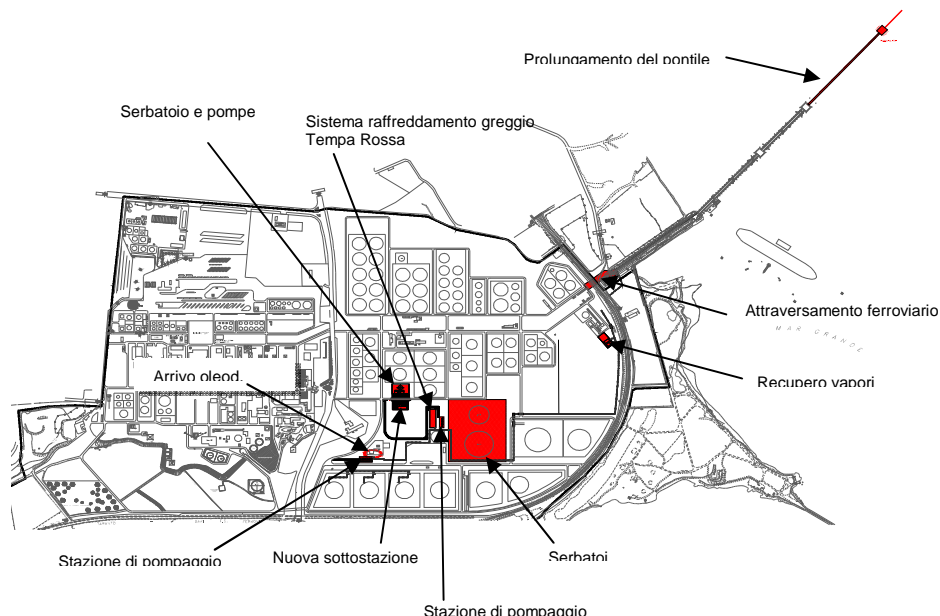 Prolungamento del pontile
Serbatoio e pompe
Sistema raffreddamento greggio
Tempa Rossa
Attraversamento ferroviario
MAR GRANDE
Recupero vapori
Arrivo oleod.
Stazione di pompaggio
Nuova sottostazione
Serbatoi
Stazione di pompaggio